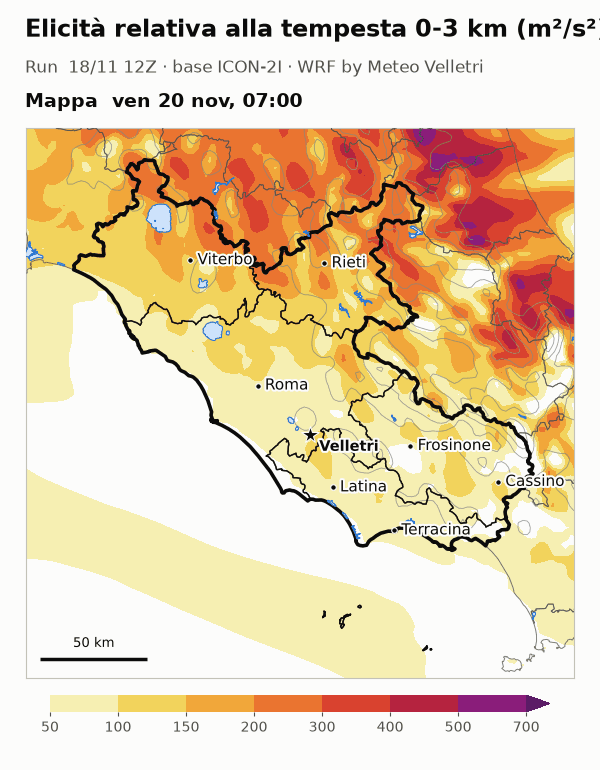 Elicità relativa alla tempesta 0-3 km (m²/s²)
Run 18/11 12Z · base ICON-2I · WRF by Meteo Velletri
Mappa ven 20 nov, 07:00
Viterbo
Rieti
Roma
Velletri
Frosinone
Cassino
Latina
Terracina
50 km
50 100 150 200 300 400 500 700